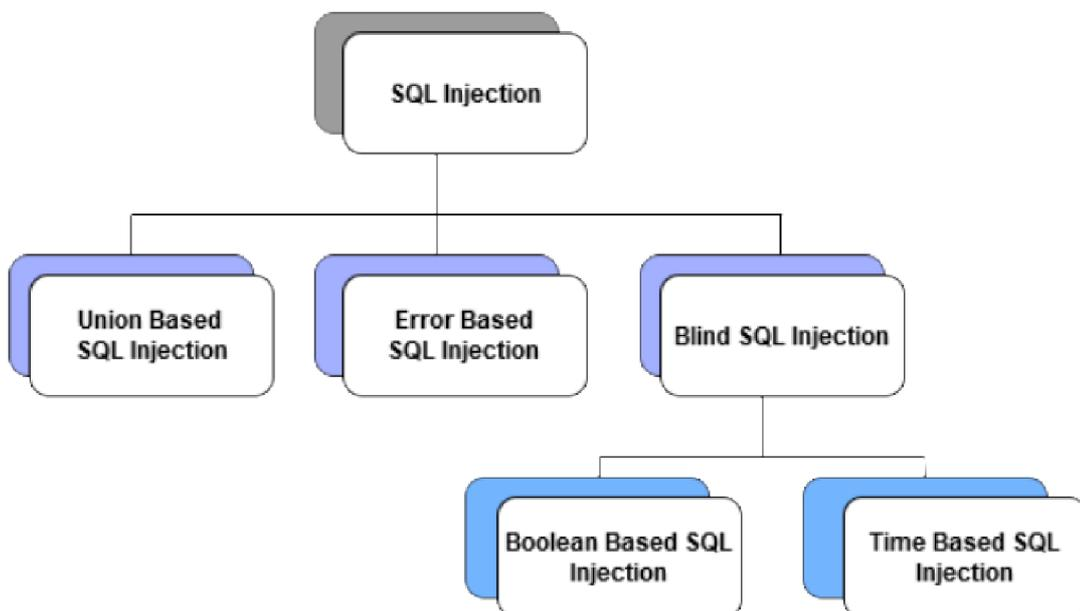 SQL Injection
Union Based
SQL Injection
Error Based
SQL Injection
Blind SQL Injection
Boolean Based SQL
Injection
Time Based SQL
Injection